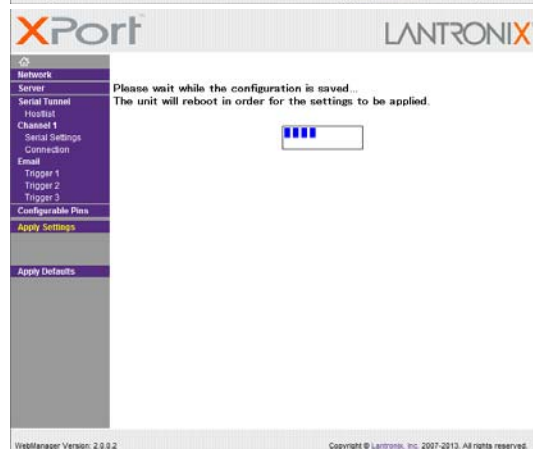 XPort
LANTRONIX
Network
Server
Serial Tunnel
Hostlist
Channel 1
Serial Settings
Connection
Email
Trigger 1
Trigger 2
Trigger 3
Configurable Pins
Apply Settings
Apply Defaults
Please wait while the configuration is saved...
The unit will reboot in order for the settings to be applied.
WebManager Version: 2.0.0.2
Copyright © Lantronix, Inc. 2007-2013. All rights reserved.